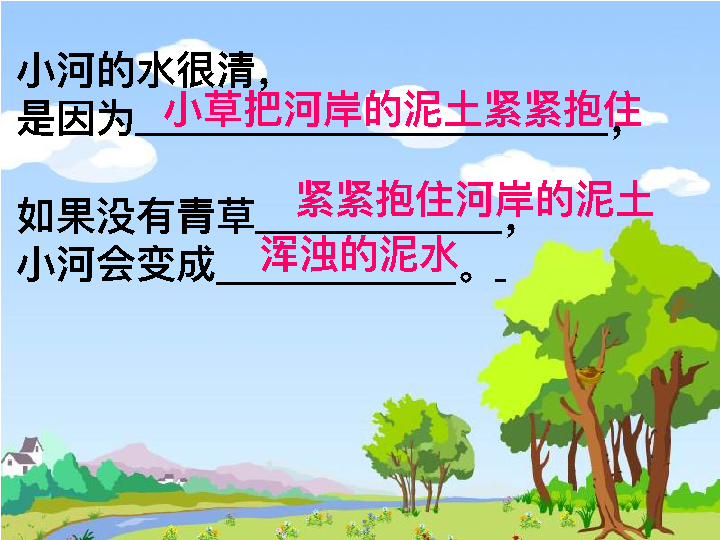 小河的水很清，
是因为小草把河岸的泥土紧紧抱住，
如果没有青草紧紧抱住河岸的泥土，
小河会变成浑浊的泥水。